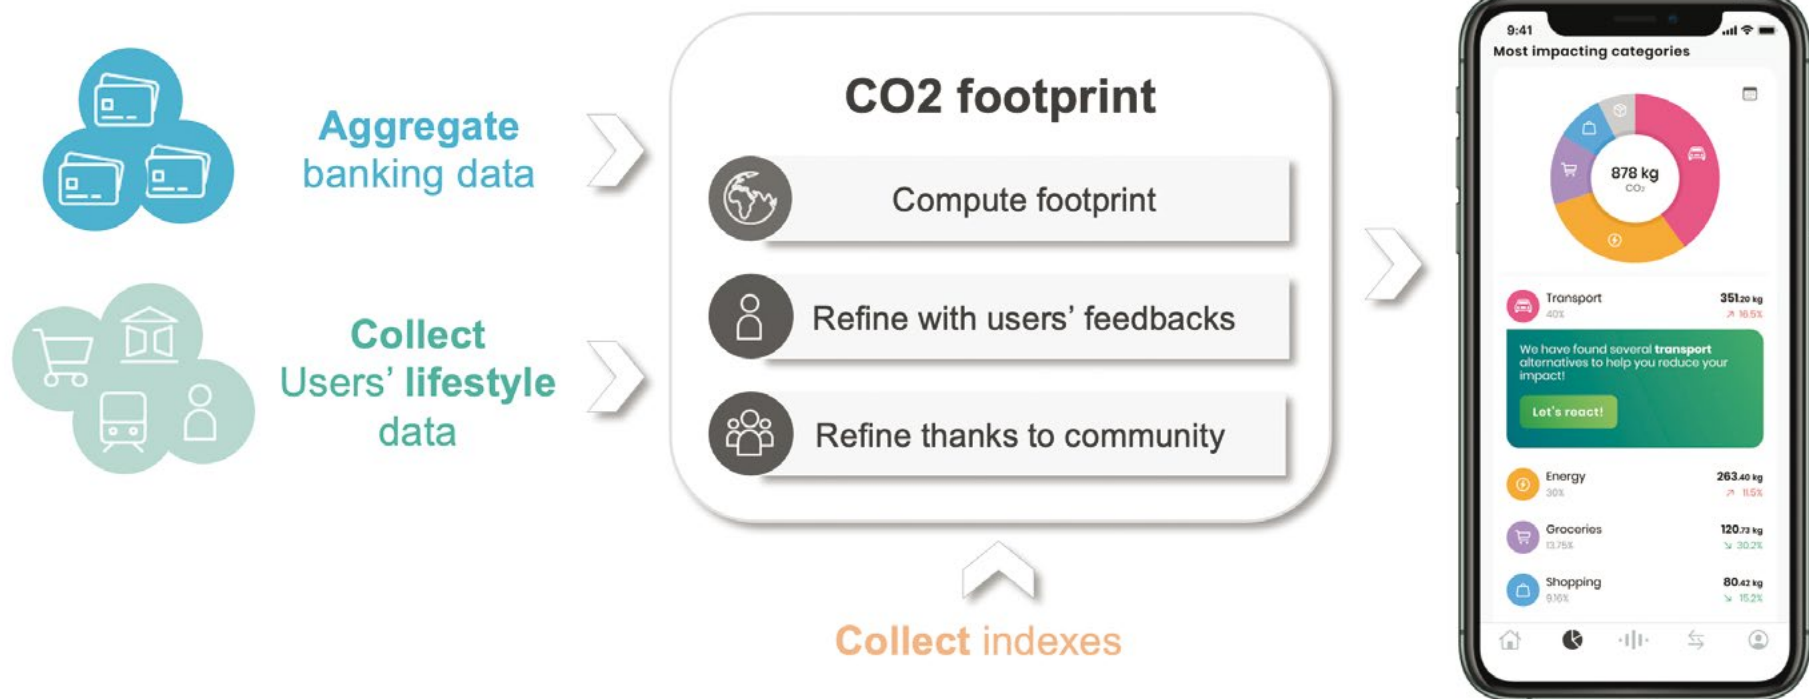 Aggregate
banking data
Collect
Users’ lifestyle
data
CO2 footprint
Compute footprint
Refine with users’ feedbacks
Refine thanks to community
Collect indexes
9:41
Most impacting categories
878 kg
CO2
Transport
351.20 kg
40%
↗ 16.5%
We have found several transport
alternatives to help you reduce your
impact!
Let's react!
Energy
263.40 kg
30%
↗ 11.5%
Groceries
120.73 kg
13.75%
↘ 30.2%
Shopping
80.42 kg
9.16%
↘ 15.2%